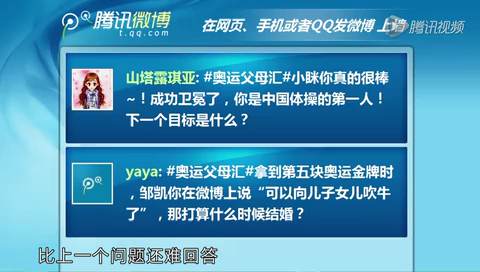 腾讯微博
t.qq.com
在网页、手机或者QQ发微博 上墙
腾讯视频
山塔露琪亚: #奥运父母汇#小眯你真的很棒
~！成功卫冕了，你是中国体操的第一人！
下一个目标是什么？
yaya: #奥运父母汇#拿到第五块奥运金牌时
，邹凯你在微博上说“可以向儿子女儿吹牛
了”，那打算什么时候结婚？
比上一个问题还难回答